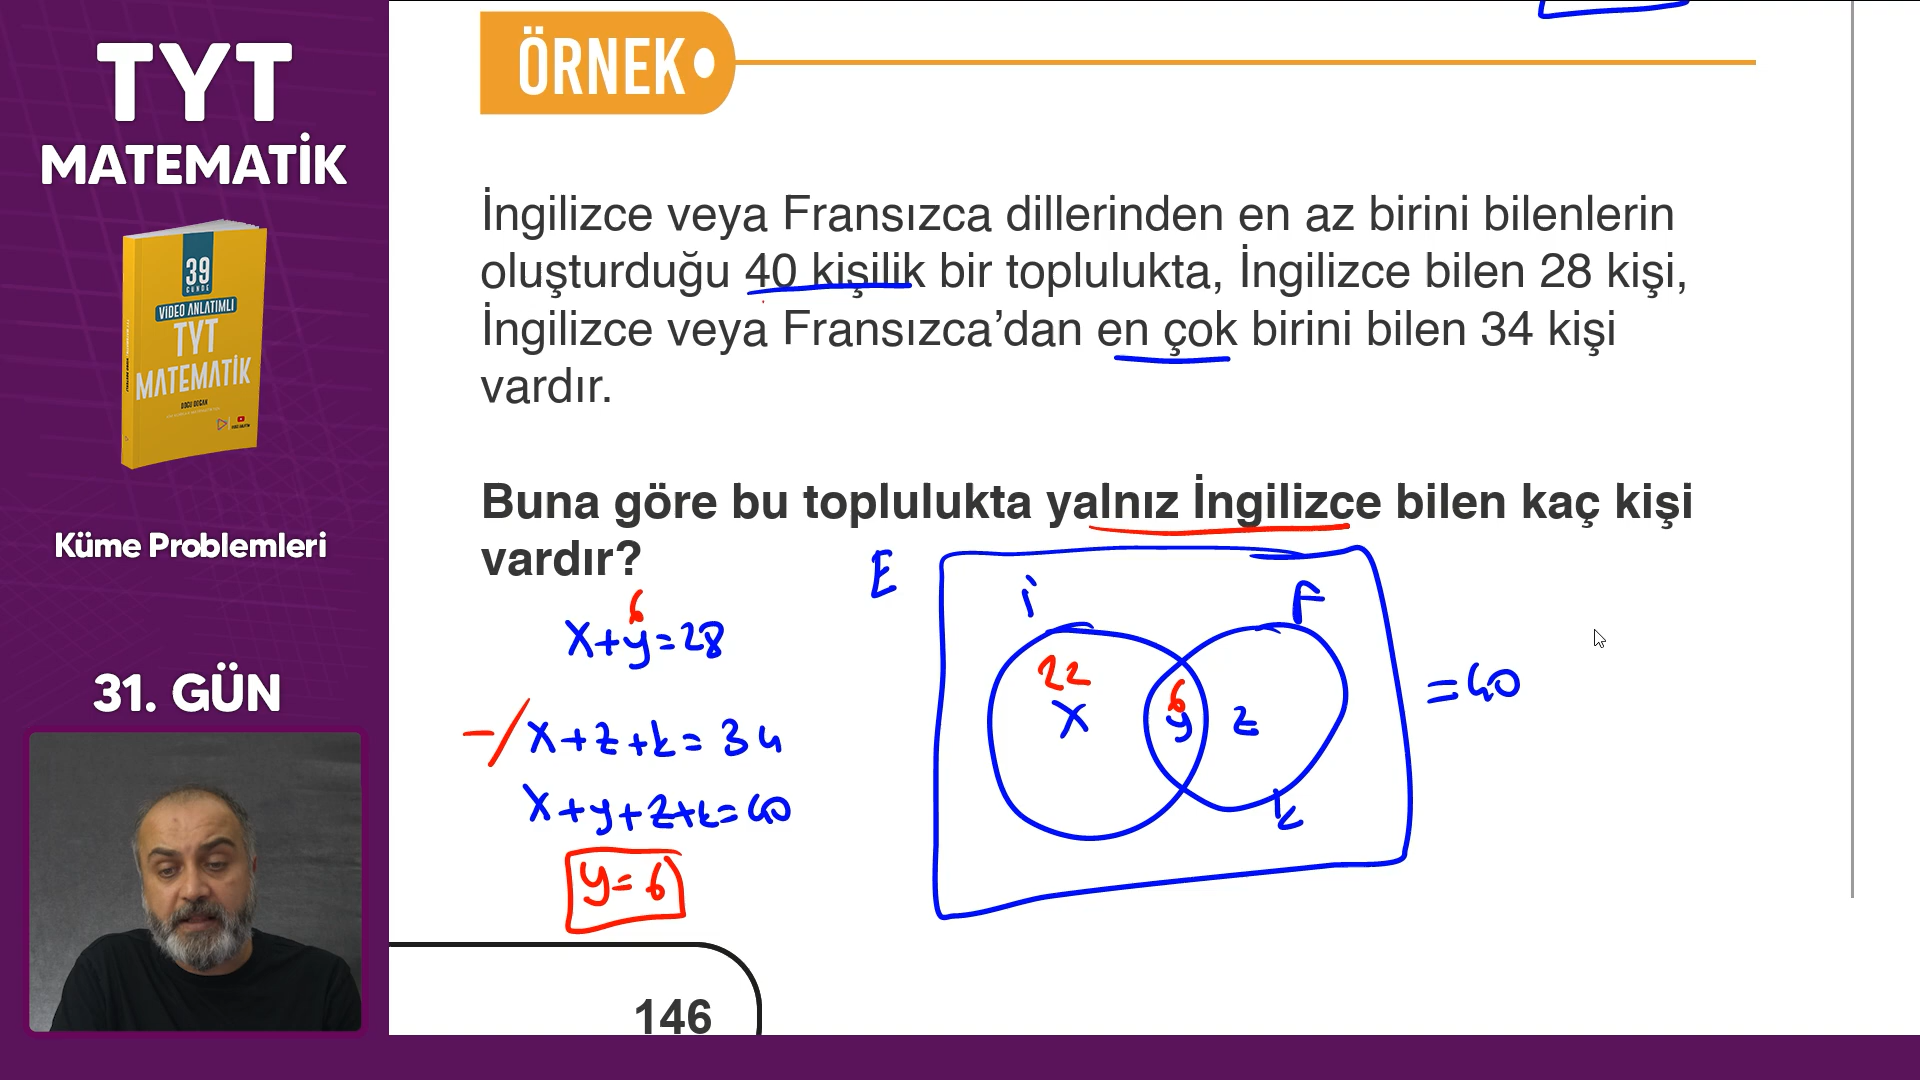 TYT
MATEMATİK
39
GÜNDE
VİDEO ANLATIMLI
TYT
MATEMATİK
Küme Problemleri
31. GÜN
ÖRNEK
İngilizce veya Fransızca dillerinden en az birini bilenlerin
oluşturduğu 40 kişilik bir toplulukta, İngilizce bilen 28 kişi,
İngilizce veya Fransızca’dan en çok birini bilen 34 kişi
vardır.
Buna göre bu toplulukta yalnız İngilizce bilen kaç kişi
vardır?
6
x+y=28
-/ x+z+k=34
x+y+z+k=40
y=6
E
İ
F
22
6
x
y
z
k
=40
146